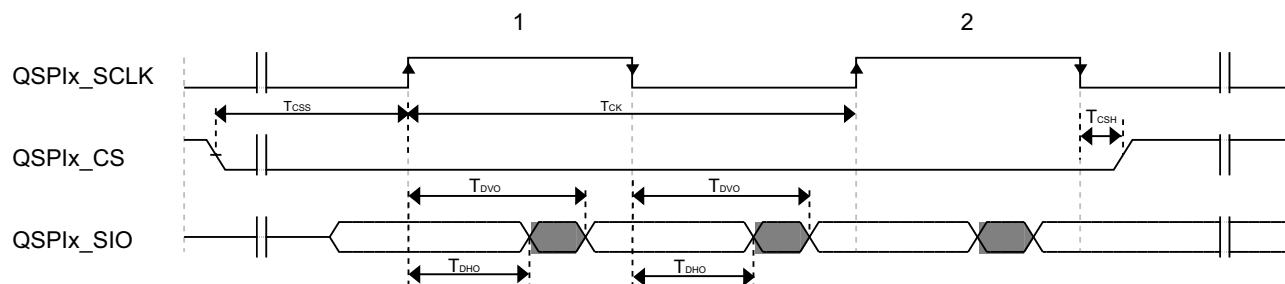 1 2
QSPIx_SCLK
TCSS TCK TCSH
QSPIx_CS
TDVO TDVO
QSPIx_SIO
TDHO TDHO